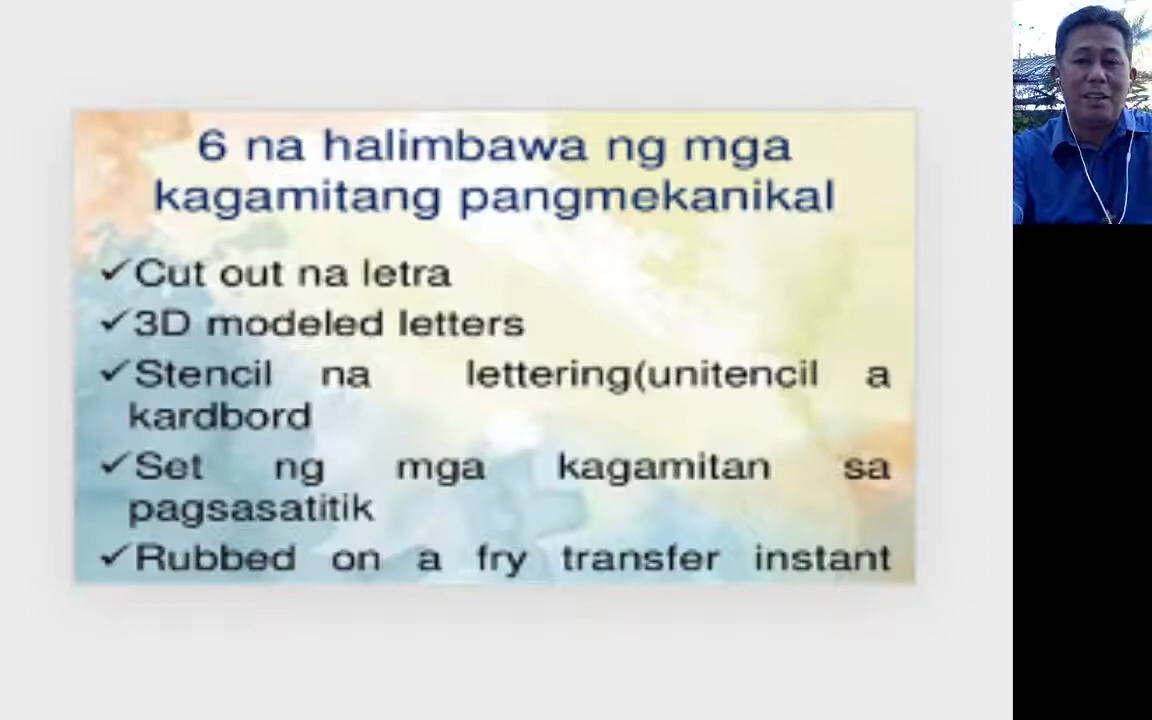 6 na halimbawa ng mga
kagamitang pangmekanikal
✓Cut out na letra
✓3D modeled letters
✓Stencil na lettering(unitencil a
kardbord
✓Set ng mga kagamitan sa
pagsasatitik
✓Rubbed on a fry transfer instant